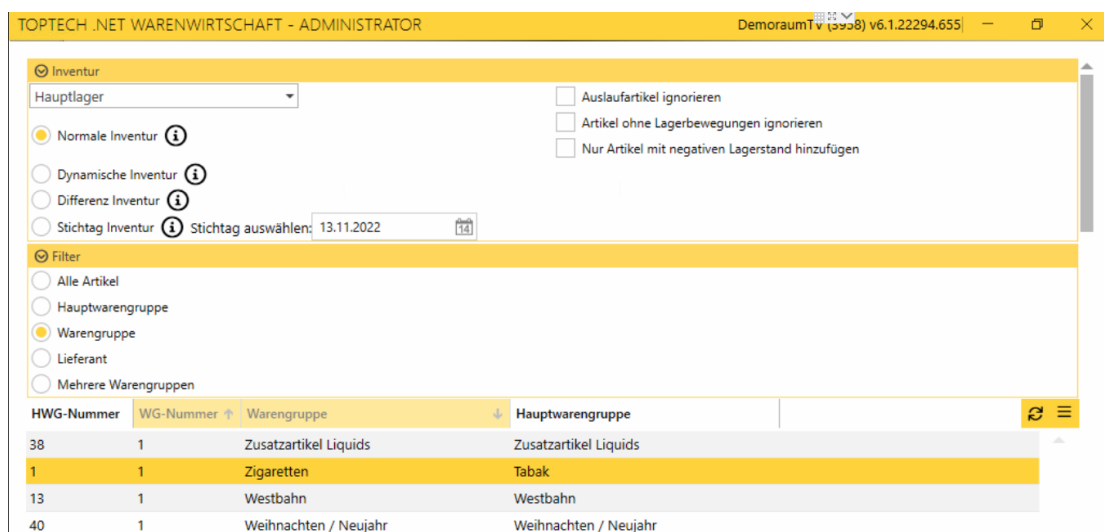 TOPTECH .NET WARENWIRTSCHAFT - ADMINISTRATOR DemoraumTV (3958) v6.1.22294.655
Inventur
Hauptlager
Auslaufartikel ignorieren
Artikel ohne Lagerbewegungen ignorieren
Normale Inventur
Nur Artikel mit negativen Lagerstand hinzufügen
Dynamische Inventur
Differenz Inventur
Stichtag Inventur Stichtag auswählen: 13.11.2022 14
Filter
Alle Artikel
Hauptwarengruppe
Warengruppe
Lieferant
Mehrere Warengruppen
HWG-Nummer WG-Nummer Warengruppe Hauptwarengruppe
38 1 Zusatzartikel Liquids Zusatzartikel Liquids
1 1 Zigaretten Tabak
13 1 Westbahn Westbahn
40 1 Weihnachten / Neujahr Weihnachten / Neujahr